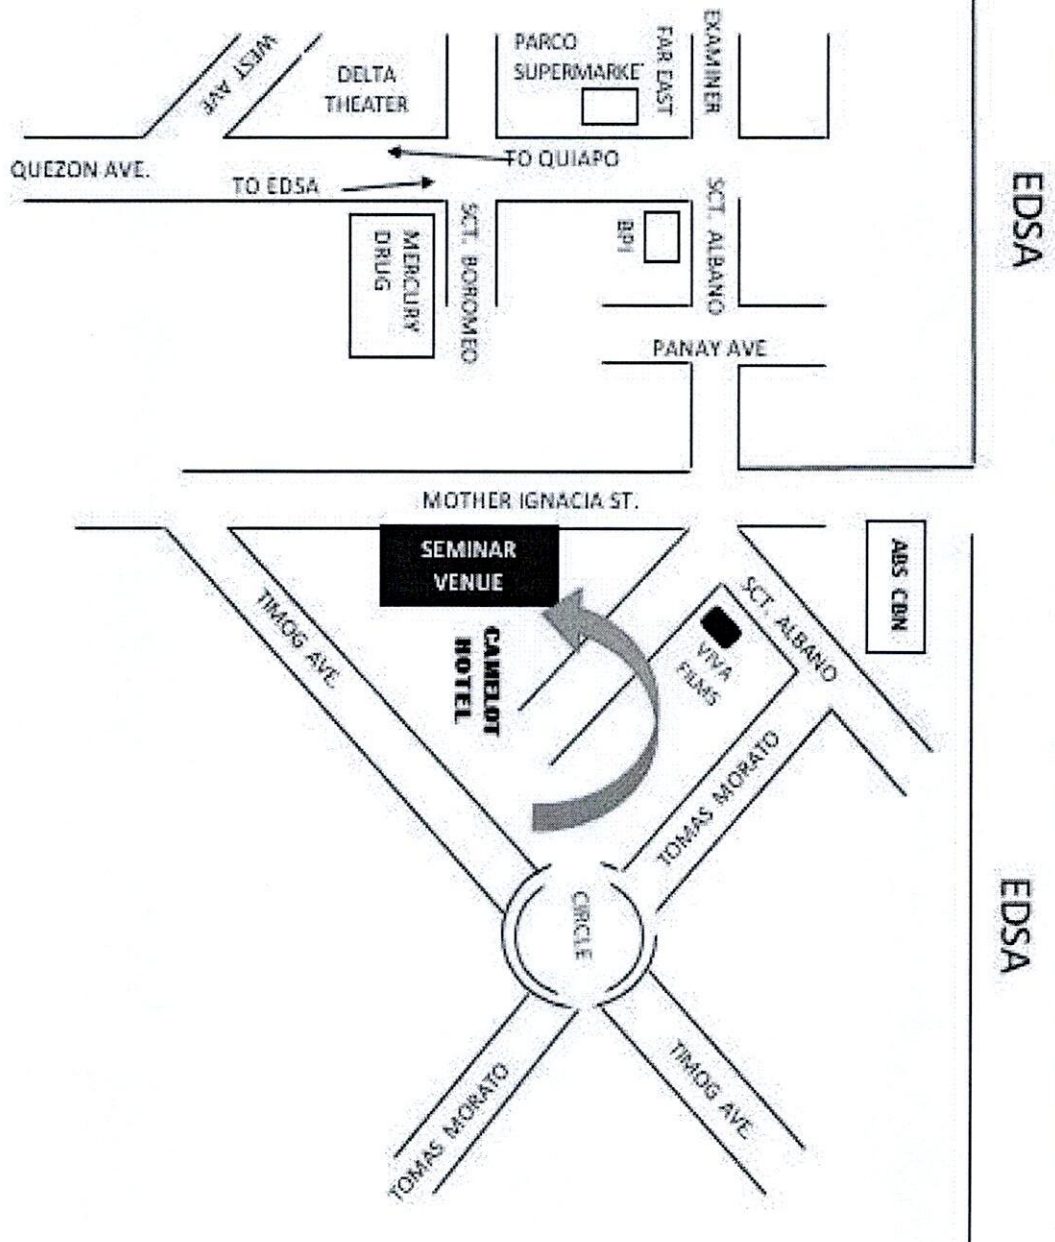 WEST AVE
DELTA
THEATER
PARCO
SUPERMARKE
FAR EAST
EXAMINER
QUEZON AVE.
TO QUIAPO
TO EDSA
EDSA
MERCURY
DRUG
SCT. BOROMEO
BPI
SCT. ALBANO
PANAY AVE
MOTHER IGNACIA ST.
SEMINAR
VENUE
ABS CBN
TIMOG AVE.
CAMELOT
HOTEL
SCT. ALBANO
VIVA
FILMS
TOMAS MORATO
CIRCLE
EDSA
TOMAS MORATO
TIMOG AVE.